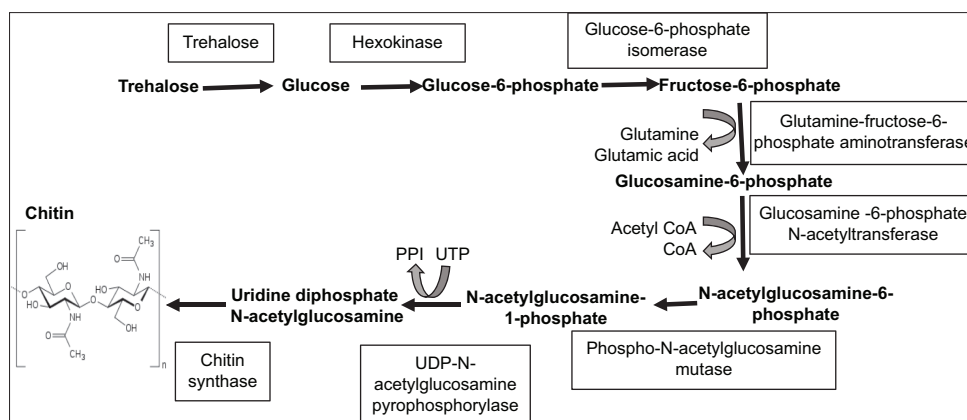 Trehalose
Hexokinase
Glucose-6-phosphate
isomerase
Trehalose
Glucose
Glucose-6-phosphate
Fructose-6-phosphate
Glutamine
Glutamic acid
Glutamine-fructose-6-
phosphate aminotransferase
Glucosamine-6-phosphate
Acetyl CoA
CoA
Glucosamine -6-phosphate
N-acetyltransferase
Chitin
CH3
O
NH
OH
O
HO
O
HO
O
O
NH
O
OH
O
CH3
n
PPI UTP
Uridine diphosphate
N-acetylglucosamine
N-acetylglucosamine-
1-phosphate
N-acetylglucosamine-6-
phosphate
Chitin
synthase
UDP-N-
acetylglucosamine
pyrophosphorylase
Phospho-N-acetylglucosamine
mutase